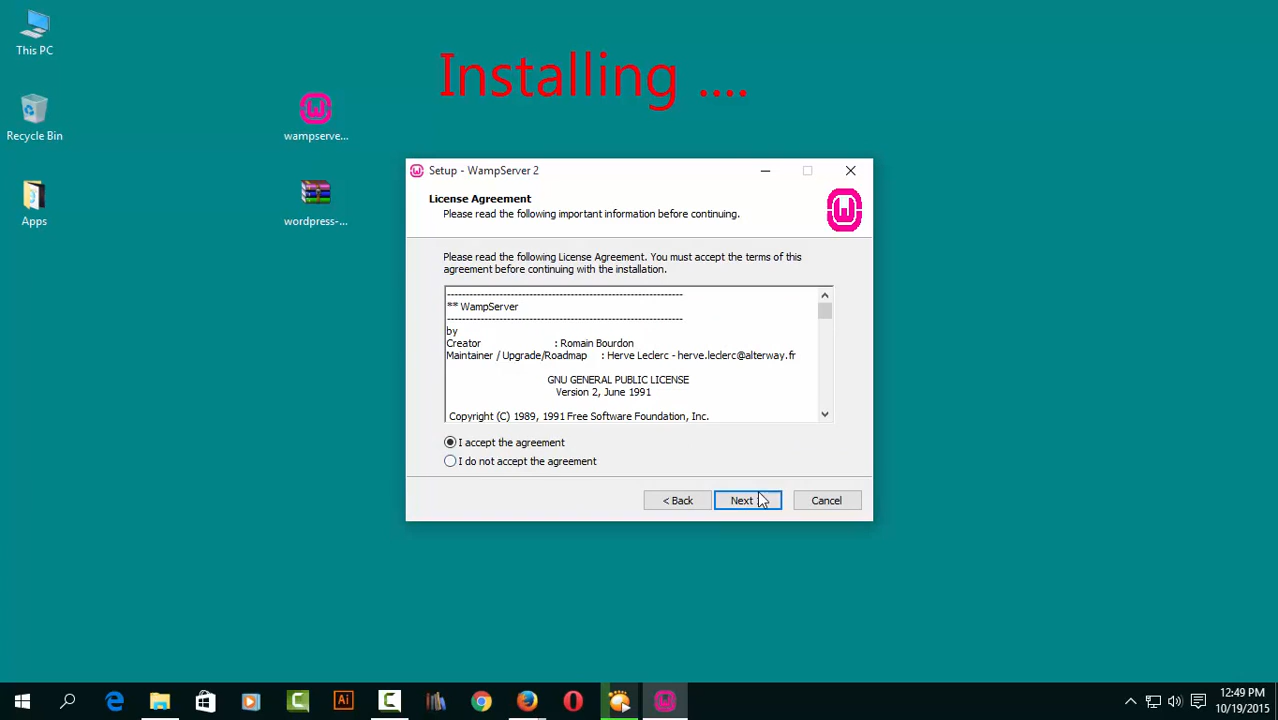 This PC
Recycle Bin
Apps
wampserve...
wordpress-...
Installing ....
Setup - WampServer 2
License Agreement
Please read the following important information before continuing.
Please read the following License Agreement. You must accept the terms of this
agreement before continuing with the installation.
---------------------------------------------------------------
** WampServer
---------------------------------------------------------------
by
Creator : Romain Bourdon
Maintainer / Upgrade/Roadmap : Herve Leclerc - herve.leclerc@alterway.fr
GNU GENERAL PUBLIC LICENSE
Version 2, June 1991
Copyright (C) 1989, 1991 Free Software Foundation, Inc.
I accept the agreement
I do not accept the agreement
< Back
Next
Cancel
Ai
12:49 PM
10/19/2015